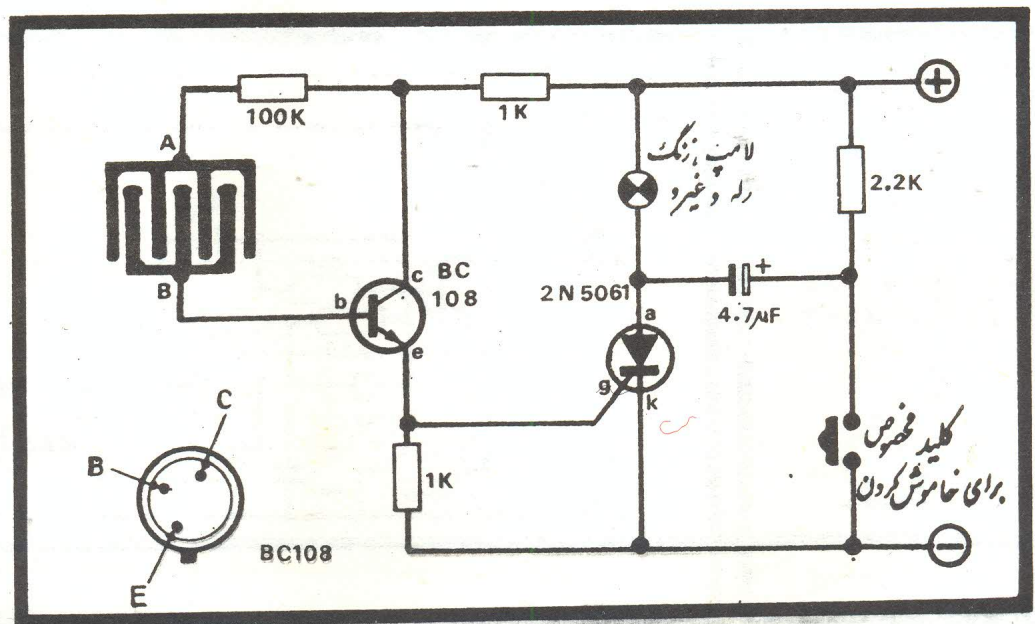 +
100K
1K
A
لامپ، زنگ
رله و غیرو
2.2K
B
b
c
BC
108
e
2N5061
+
4.7µF
a
g
k
کلید مخصوص
برای خاموش کردن
C
B
1K
BC108
E
−